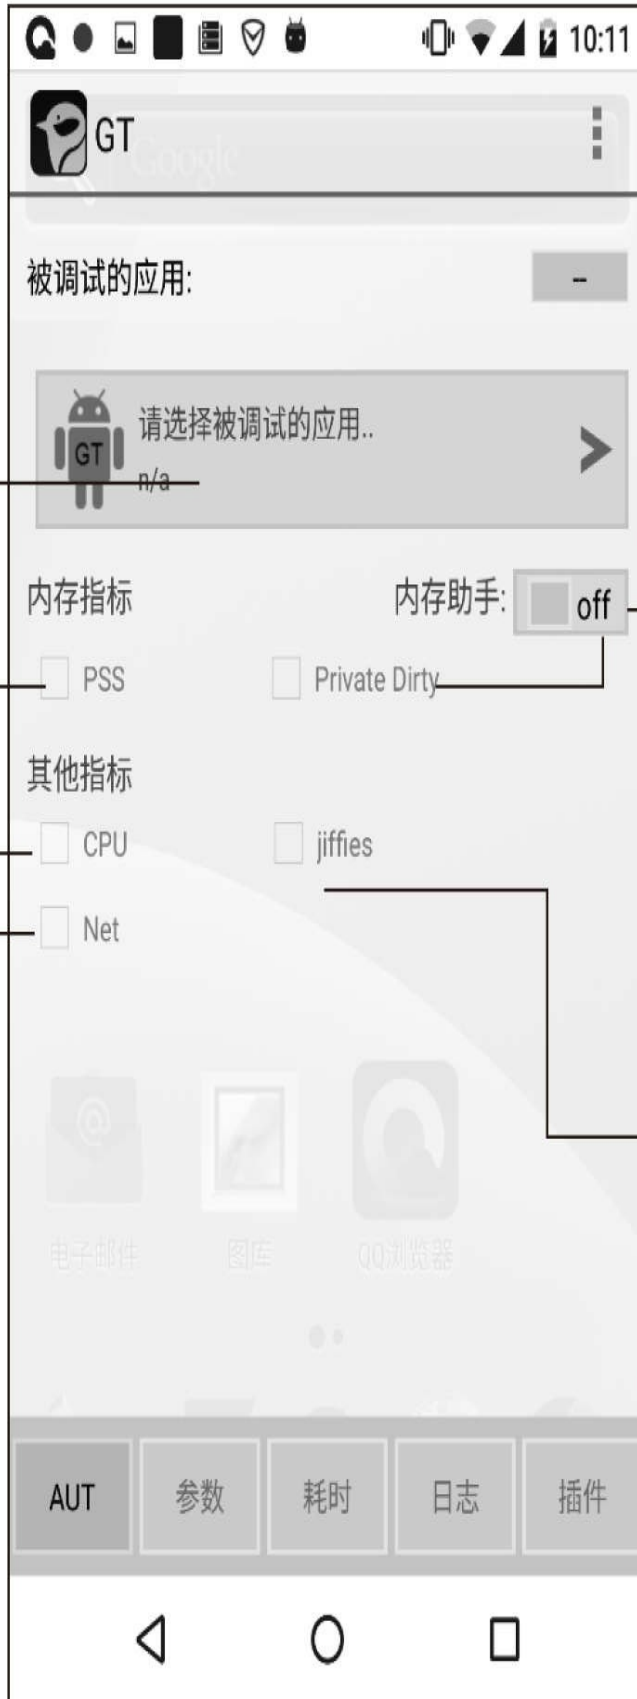 10:11
GT
Google
被调试的应用:
--
请选择被调试的应用..
GT
n/a
内存指标
内存助手:
off
PSS
Private Dirty
其他指标
CPU
jiffies
Net
电子邮件
图库
QQ浏览器
AUT
参数
耗时
日志
插件